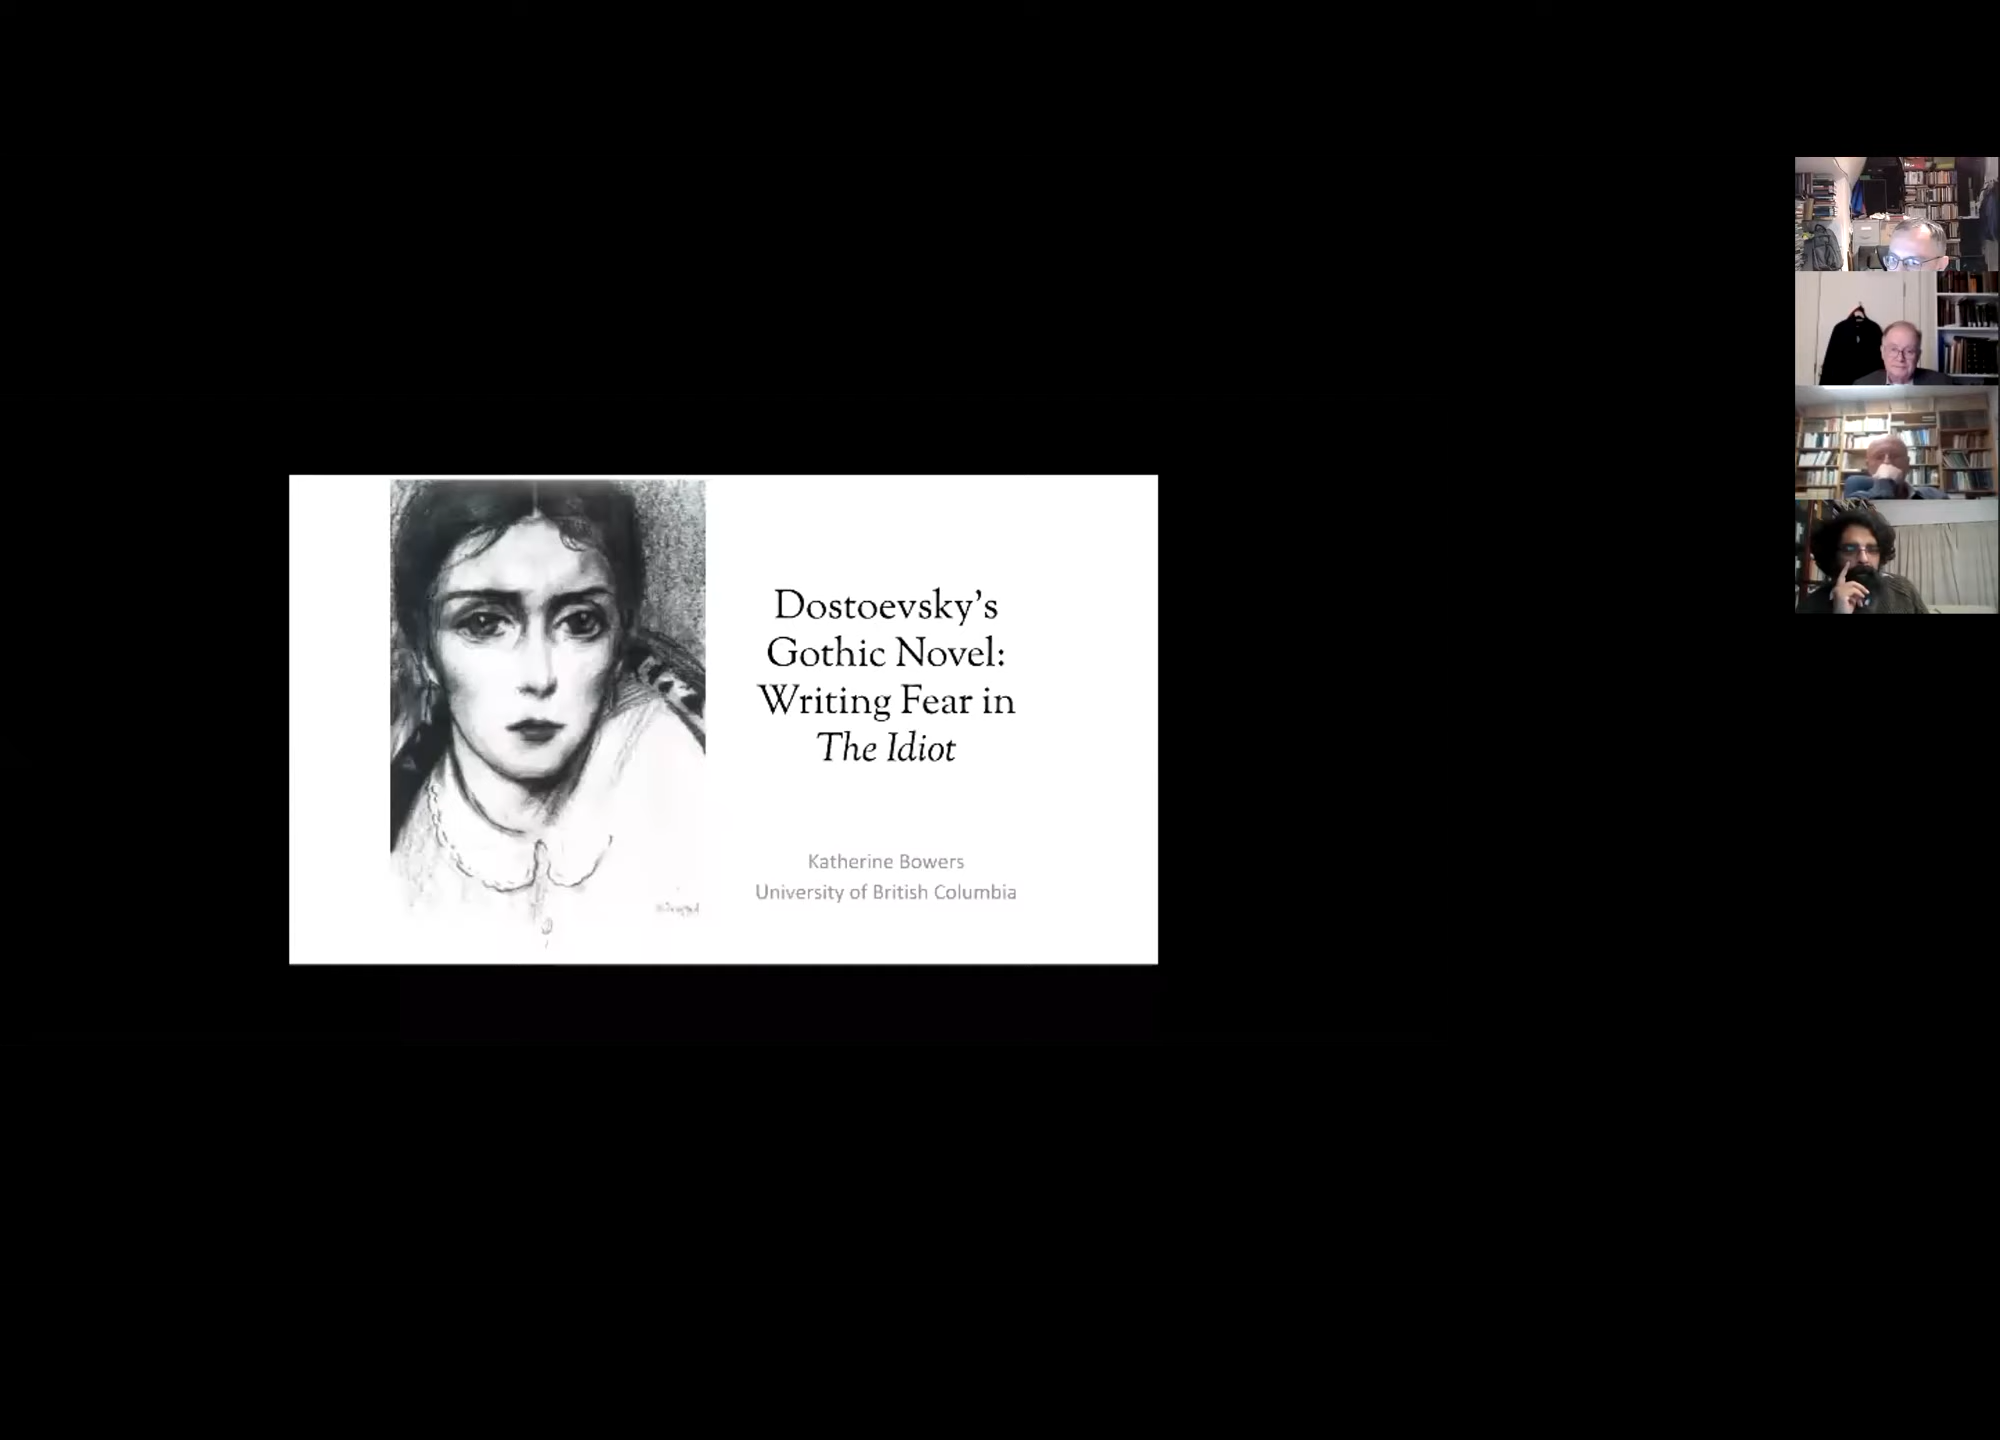 Dostoevsky's
Gothic Novel:
Writing Fear in
The Idiot
Katherine Bowers
University of British Columbia